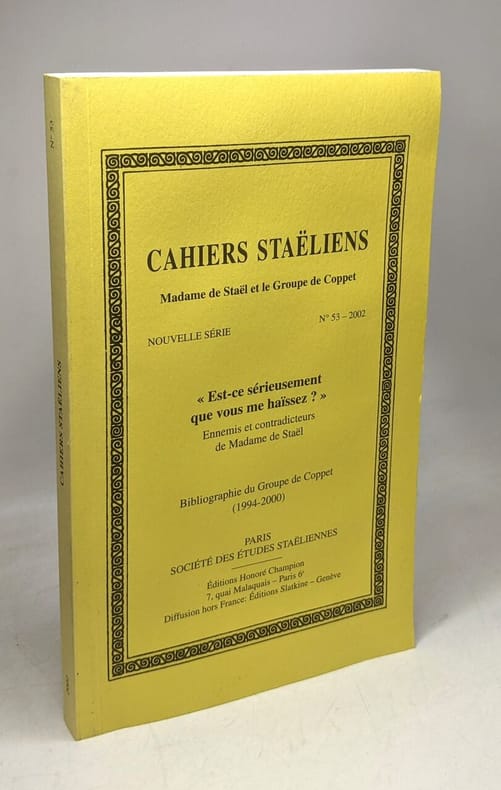 N° 53
CAHIERS STAËLIENS
2002
CAHIERS STAËLIENS
Madame de Staël et le Groupe de Coppet
NOUVELLE SÉRIE
N° 53 – 2002
« Est-ce sérieusement
que vous me haïssez ? »
Ennemis et contradicteurs
de Madame de Staël
Bibliographie du Groupe de Coppet
(1994-2000)
PARIS
SOCIÉTÉ DES ÉTUDES STAËLIENNES
Éditions Honoré Champion
7, quai Malaquais – Paris 6e
Diffusion hors France: Éditions Slatkine – Genève